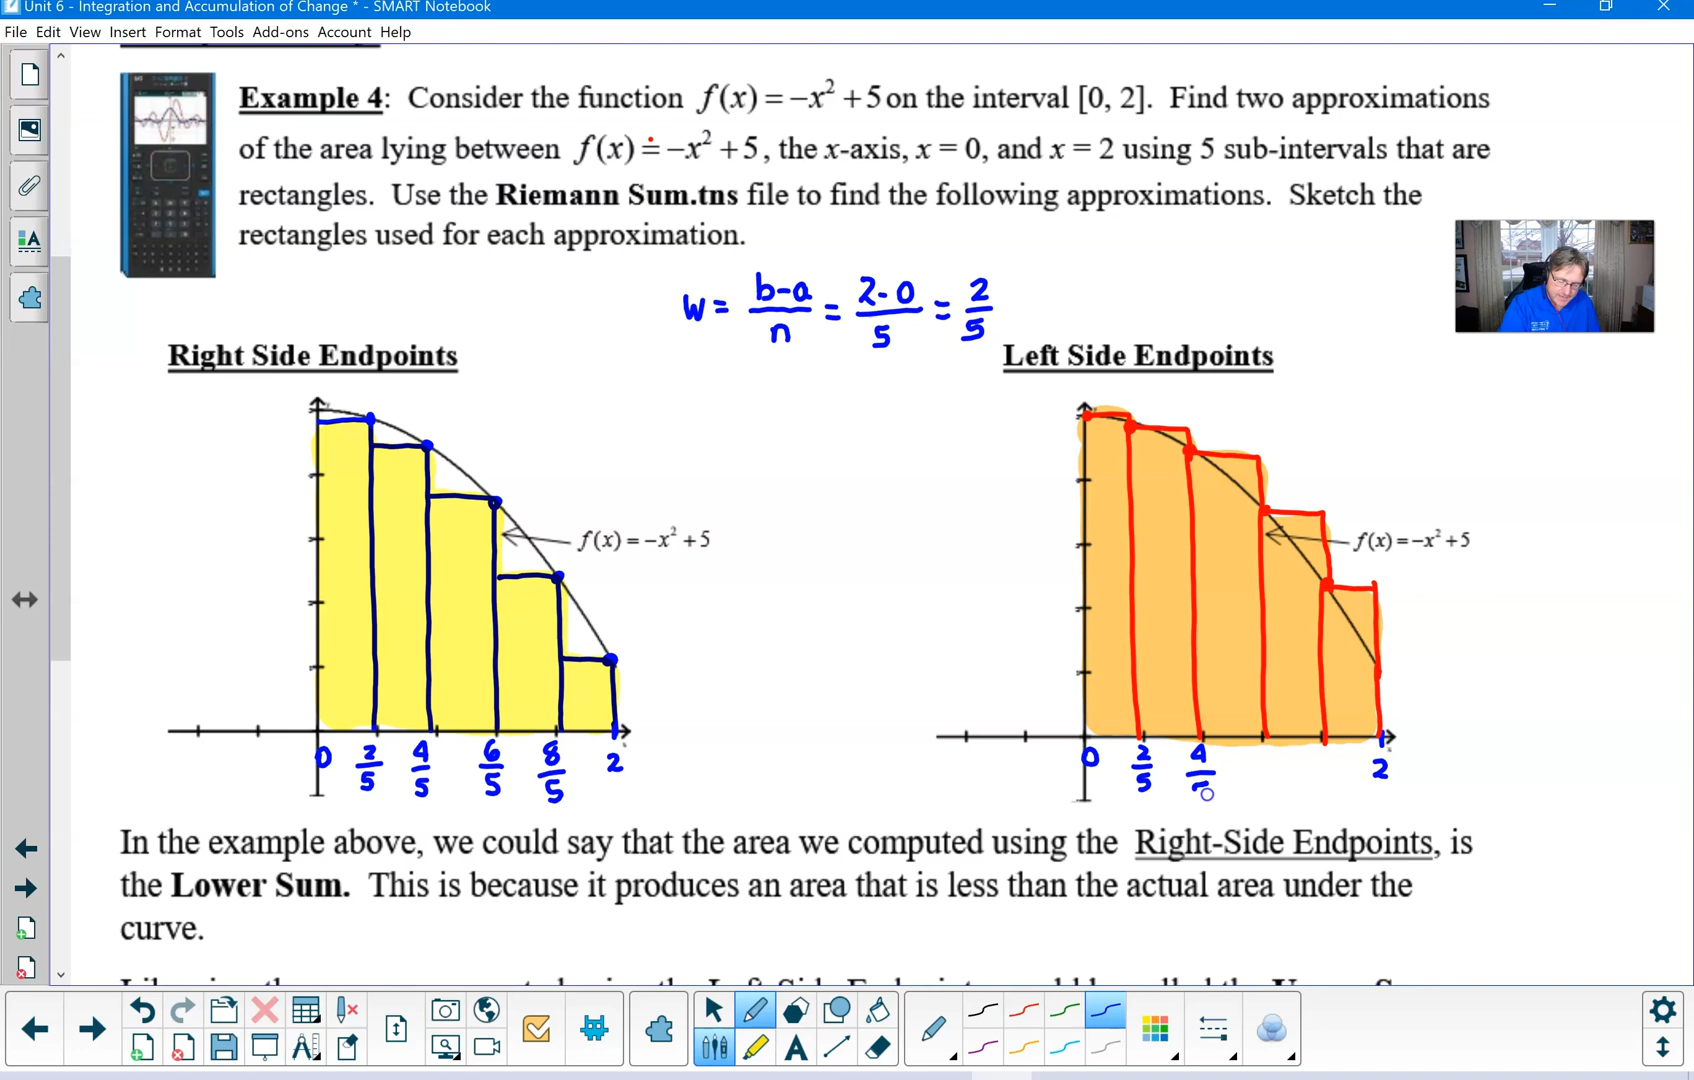 Unit 6 - Integration and Accumulation of Change * - SMART Notebook
File Edit View Insert Format Tools Add-ons Account Help
Example 4: Consider the function f(x) = −x² + 5 on the interval [0, 2]. Find two approximations
of the area lying between f(x) = −x² + 5, the x-axis, x = 0, and x = 2 using 5 sub-intervals that are
rectangles. Use the Riemann Sum.tns file to find the following approximations. Sketch the
rectangles used for each approximation.
W = b-a/n = 2-0/5 = 2/5
Right Side Endpoints
Left Side Endpoints
f(x) = −x² + 5
f(x) = −x² + 5
0 2/5 4/5 6/5 8/5 2
0 2/5 4/ 2
In the example above, we could say that the area we computed using the Right-Side Endpoints, is
the Lower Sum. This is because it produces an area that is less than the actual area under the
curve.